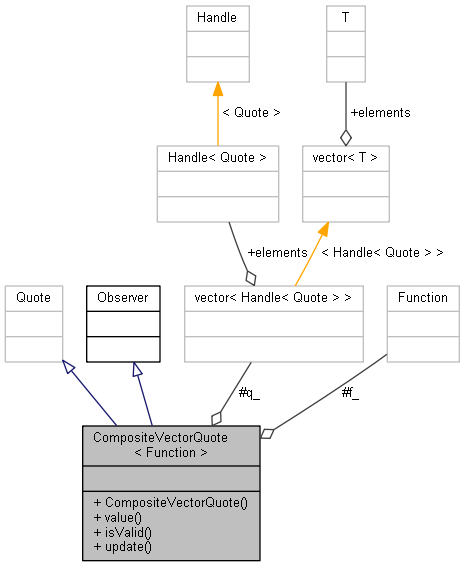 Handle
T
< Quote >
+elements
Handle< Quote >
vector< T >
+elements
< Handle< Quote > >
Quote
Observer
vector< Handle< Quote > >
Function
#q_
#f_
CompositeVectorQuote
< Function >
+ CompositeVectorQuote()
+ value()
+ isValid()
+ update()